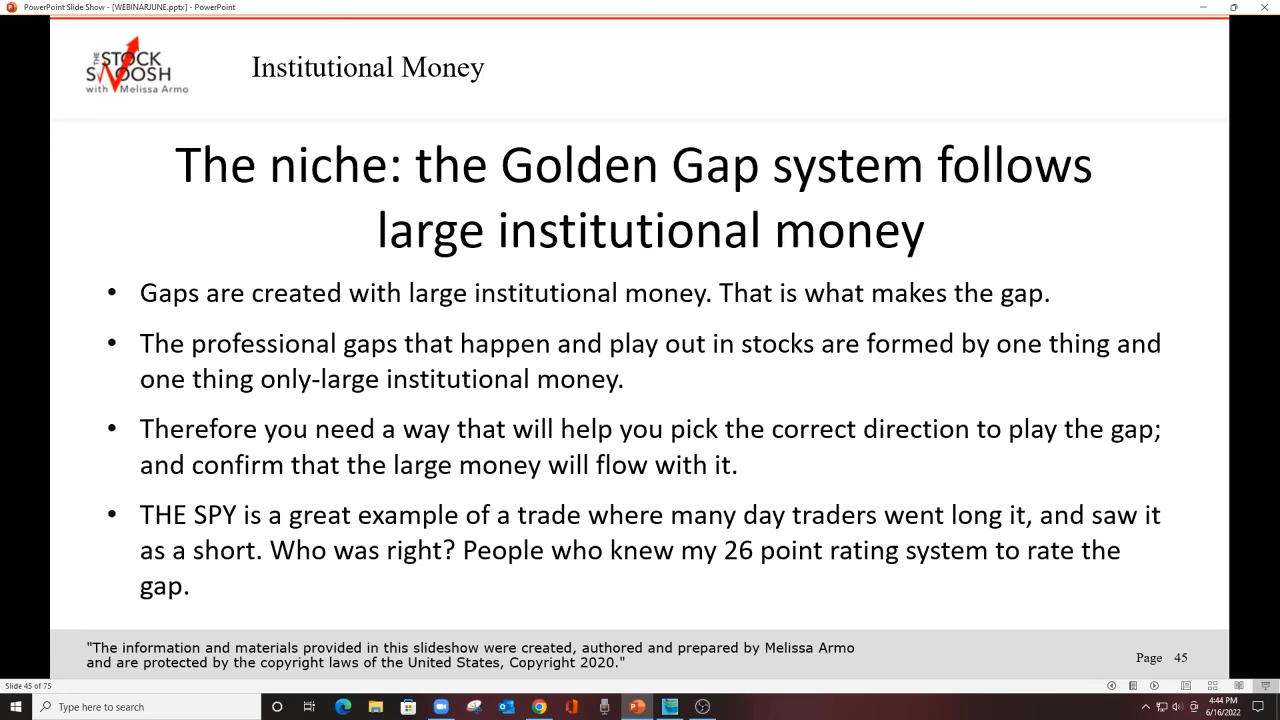 PowerPoint Slide Show - [WEBINARJUNE.pptx] - PowerPoint
THE
STOCK
SWOOSH
with Melissa Armo
Institutional Money
The niche: the Golden Gap system follows
large institutional money
• Gaps are created with large institutional money. That is what makes the gap.
• The professional gaps that happen and play out in stocks are formed by one thing and
one thing only-large institutional money.
• Therefore you need a way that will help you pick the correct direction to play the gap;
and confirm that the large money will flow with it.
• THE SPY is a great example of a trade where many day traders went long it, and saw it
as a short. Who was right? People who knew my 26 point rating system to rate the
gap.
"The information and materials provided in this slideshow were created, authored and prepared by Melissa Armo
and are protected by the copyright laws of the United States, Copyright 2020."
Page 45
Slide 45 of 75
Type here to search
4:44 PM
6/16/2022